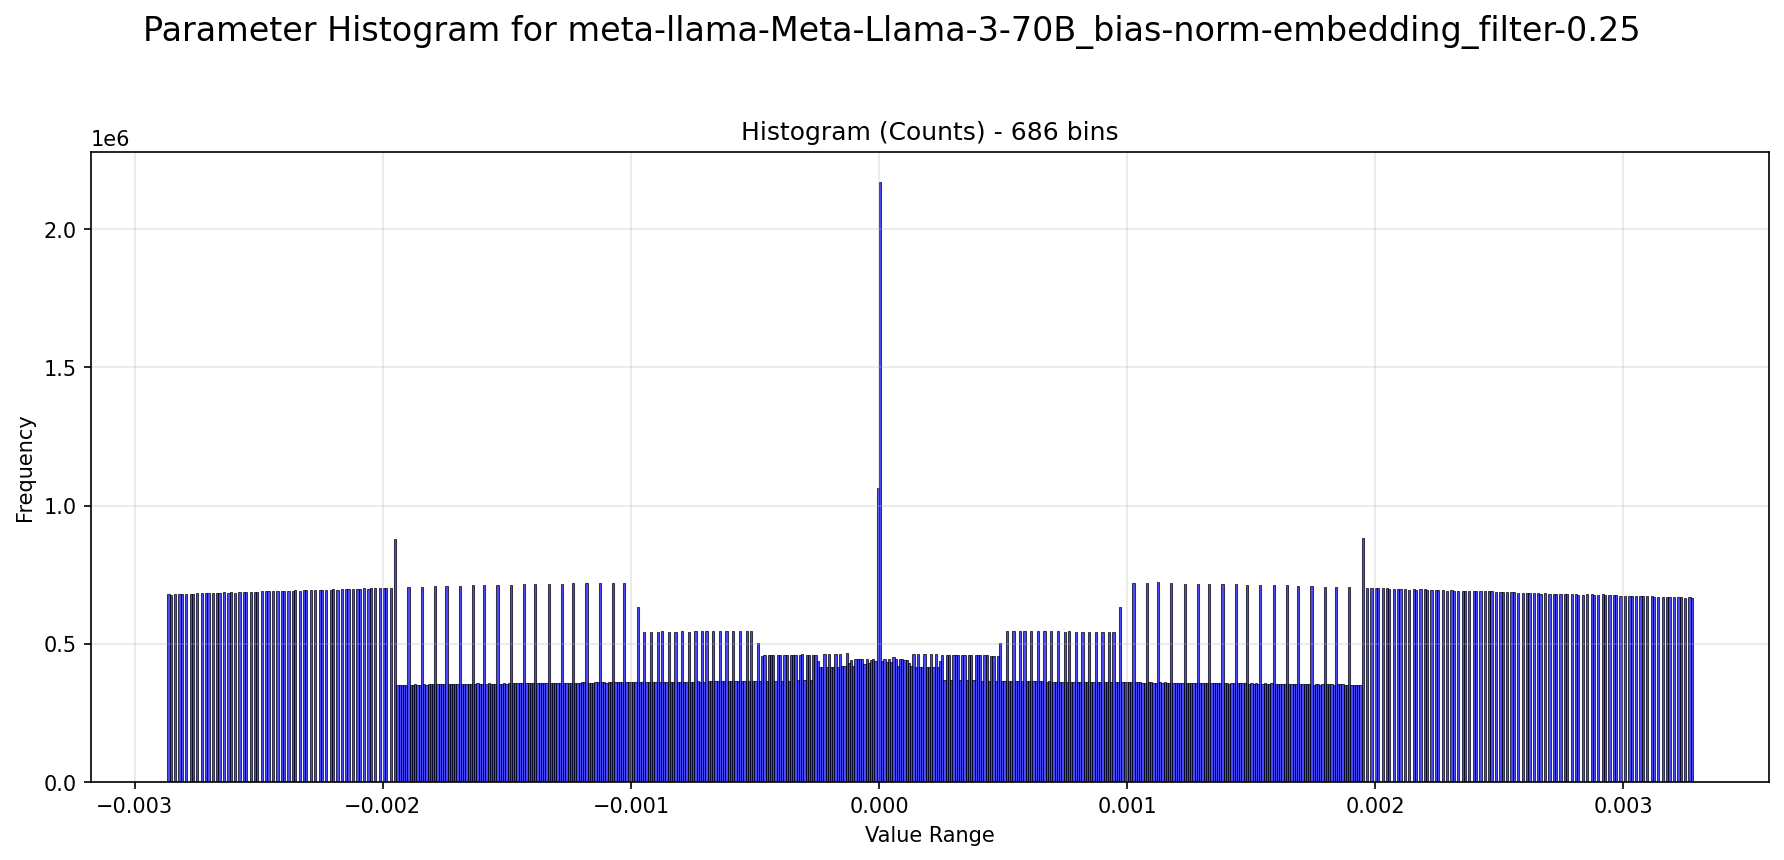 Parameter Histogram for meta-llama-Meta-Llama-3-70B_bias-norm-embedding_filter-0.25
Histogram (Counts) - 686 bins
1e6
2.0
1.5
1.0
0.5
0.0
Frequency
−0.003 −0.002 −0.001 0.000 0.001 0.002 0.003
Value Range